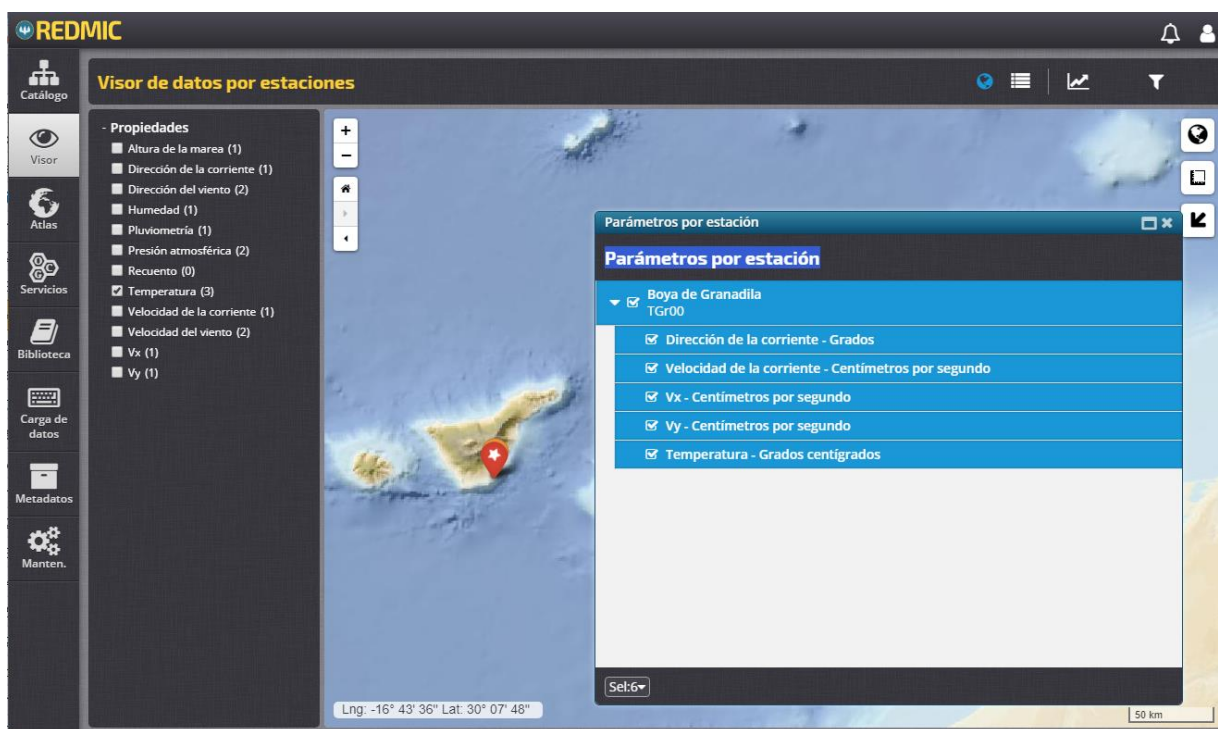 REDMIC
Catálogo
Visor
Atlas
Servicios
Biblioteca
Carga de
datos
Metadatos
Manten.
Visor de datos por estaciones
- Propiedades
Altura de la marea (1)
Dirección de la corriente (1)
Dirección del viento (2)
Humedad (1)
Pluviometría (1)
Presión atmosférica (2)
Recuento (0)
Temperatura (3)
Velocidad de la corriente (1)
Velocidad del viento (2)
Vx (1)
Vy (1)
+
−
Parámetros por estación
Parámetros por estación
Boya de Granadilla
TGr00
Dirección de la corriente - Grados
Velocidad de la corriente - Centímetros por segundo
Vx - Centímetros por segundo
Vy - Centímetros por segundo
Temperatura - Grados centígrados
Sel:6
Lng: -16° 43' 36" Lat: 30° 07' 48"
50 km